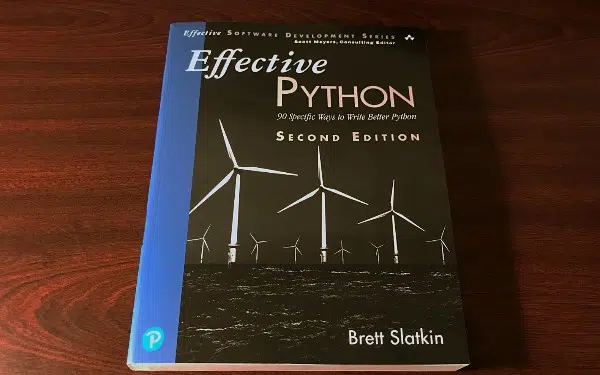 Effective Software Development Series
Scott Meyers, Consulting Editor
Effective
Python
90 Specific Ways to Write Better Python
Second Edition
Brett Slatkin
P